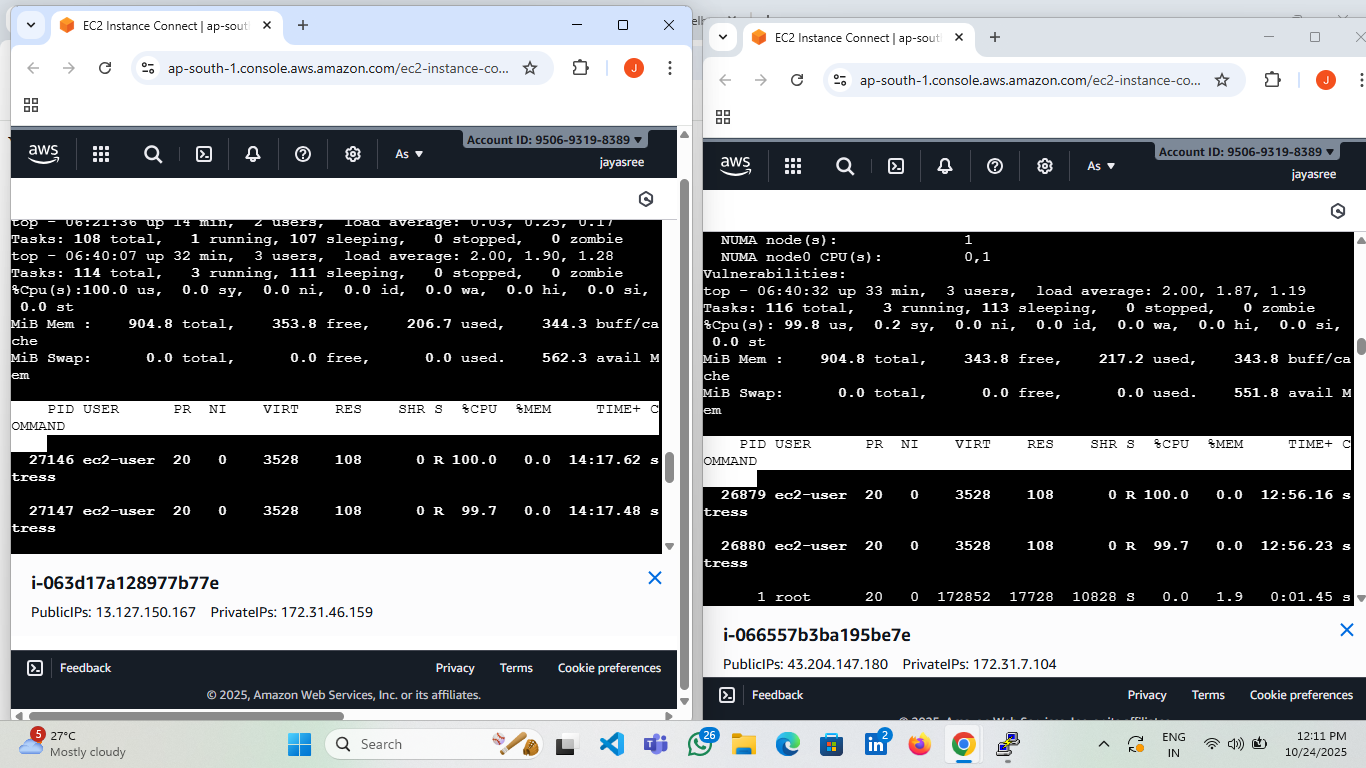 EC2 Instance Connect | ap-sout
ap-south-1.console.aws.amazon.com/ec2-instance-co...
J
aws
As
Account ID: 9506-9319-8389
jayasree
top - 06:21:36 up 14 min,  2 users,  load average: 0.03, 0.25, 0.17
Tasks: 108 total,   1 running, 107 sleeping,   0 stopped,   0 zombie
top - 06:40:07 up 32 min,  3 users,  load average: 2.00, 1.90, 1.28
Tasks: 114 total,   3 running, 111 sleeping,   0 stopped,   0 zombie
%Cpu(s):100.0 us,  0.0 sy,  0.0 ni,  0.0 id,  0.0 wa,  0.0 hi,  0.0 si,
 0.0 st
MiB Mem :    904.8 total,    353.8 free,    206.7 used,    344.3 buff/ca
che
MiB Swap:      0.0 total,      0.0 free,      0.0 used.    562.3 avail M
em
PID USER      PR  NI    VIRT    RES    SHR S  %CPU  %MEM     TIME+ C
OMMAND
27146 ec2-user  20   0    3528    108      0 R 100.0   0.0  14:17.62 s
tress
27147 ec2-user  20   0    3528    108      0 R  99.7   0.0  14:17.48 s
tress
i-063d17a128977b77e
PublicIPs: 13.127.150.167    PrivateIPs: 172.31.46.159
Feedback
Privacy
Terms
Cookie preferences
© 2025, Amazon Web Services, Inc. or its affiliates.
EC2 Instance Connect | ap-sout
ap-south-1.console.aws.amazon.com/ec2-instance-co...
J
aws
As
Account ID: 9506-9319-8389
jayasree
NUMA node(s):              1
NUMA node0 CPU(s):         0,1
Vulnerabilities:
top - 06:40:32 up 33 min,  3 users,  load average: 2.00, 1.87, 1.19
Tasks: 116 total,   3 running, 113 sleeping,   0 stopped,   0 zombie
%Cpu(s): 99.8 us,  0.2 sy,  0.0 ni,  0.0 id,  0.0 wa,  0.0 hi,  0.0 si,
 0.0 st
MiB Mem :    904.8 total,    343.8 free,    217.2 used,    343.8 buff/ca
che
MiB Swap:      0.0 total,      0.0 free,      0.0 used.    551.8 avail M
em
PID USER      PR  NI    VIRT    RES    SHR S  %CPU  %MEM     TIME+ C
OMMAND
26879 ec2-user  20   0    3528    108      0 R 100.0   0.0  12:56.16 s
tress
26880 ec2-user  20   0    3528    108      0 R  99.7   0.0  12:56.23 s
tress
1 root      20   0  172852  17728  10828 S   0.0   1.9   0:01.45 s
i-066557b3ba195be7e
PublicIPs: 43.204.147.180    PrivateIPs: 172.31.7.104
Feedback
Privacy
Terms
Cookie preferences
5
27°C
Mostly cloudy
Search
26
2
ENG
IN
12:11 PM
10/24/2025